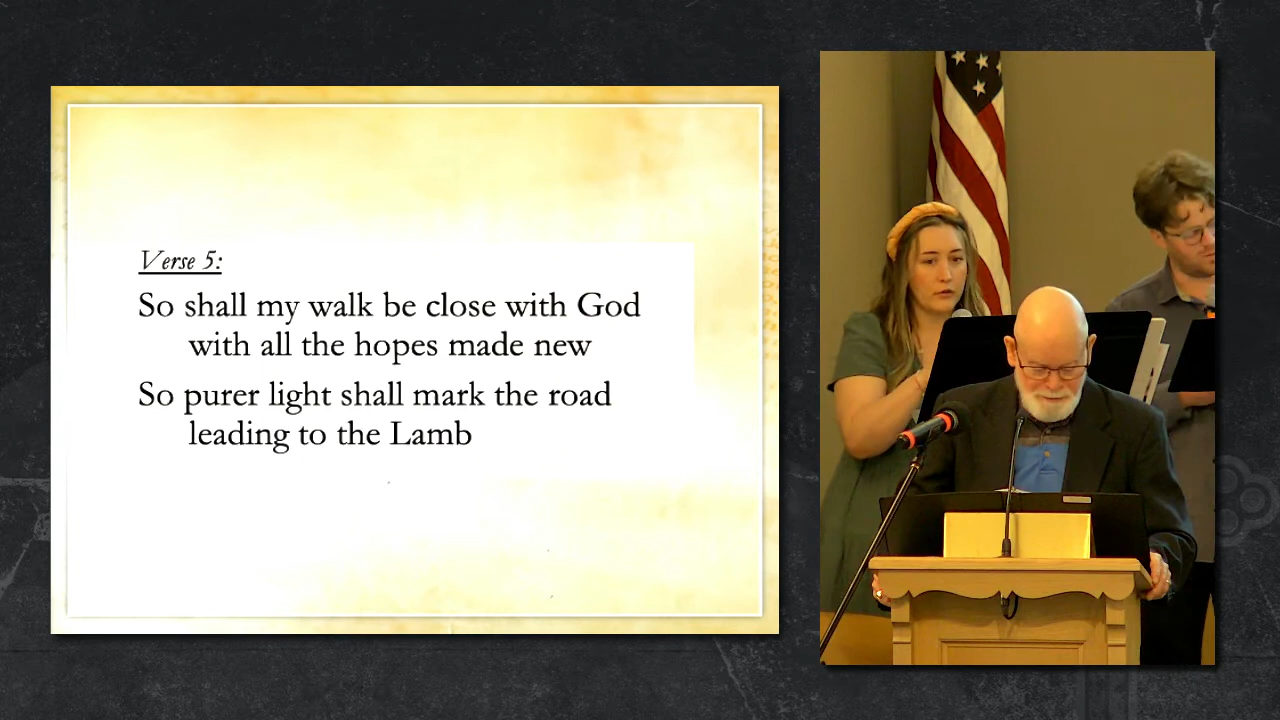 Verse 5:
So shall my walk be close with God
with all the hopes made new
So purer light shall mark the road
leading to the Lamb